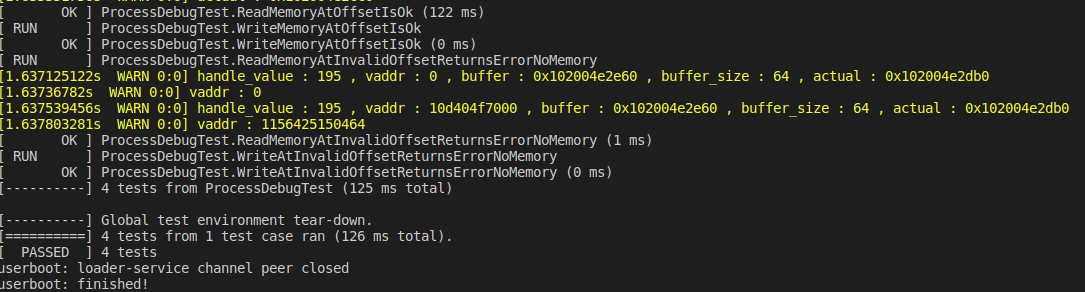 [       OK ] ProcessDebugTest.ReadMemoryAtOffsetIsOk (122 ms)
[ RUN      ] ProcessDebugTest.WriteMemoryAtOffsetIsOk
[       OK ] ProcessDebugTest.WriteMemoryAtOffsetIsOk (0 ms)
[ RUN      ] ProcessDebugTest.ReadMemoryAtInvalidOffsetReturnsErrorNoMemory
[1.637125122s  WARN 0:0] handle_value : 195 , vaddr : 0 , buffer : 0x102004e2e60 , buffer_size : 64 , actual : 0x102004e2db0
[1.63736782s  WARN 0:0] vaddr : 0
[1.637539456s  WARN 0:0] handle_value : 195 , vaddr : 10d404f7000 , buffer : 0x102004e2e60 , buffer_size : 64 , actual : 0x102004e2db0
[1.637803281s  WARN 0:0] vaddr : 1156425150464
[       OK ] ProcessDebugTest.ReadMemoryAtInvalidOffsetReturnsErrorNoMemory (1 ms)
[ RUN      ] ProcessDebugTest.WriteAtInvalidOffsetReturnsErrorNoMemory
[       OK ] ProcessDebugTest.WriteAtInvalidOffsetReturnsErrorNoMemory (0 ms)
[----------] 4 tests from ProcessDebugTest (125 ms total)
[----------] Global test environment tear-down.
[==========] 4 tests from 1 test case ran (126 ms total).
[  PASSED  ] 4 tests
userboot: loader-service channel peer closed
userboot: finished!